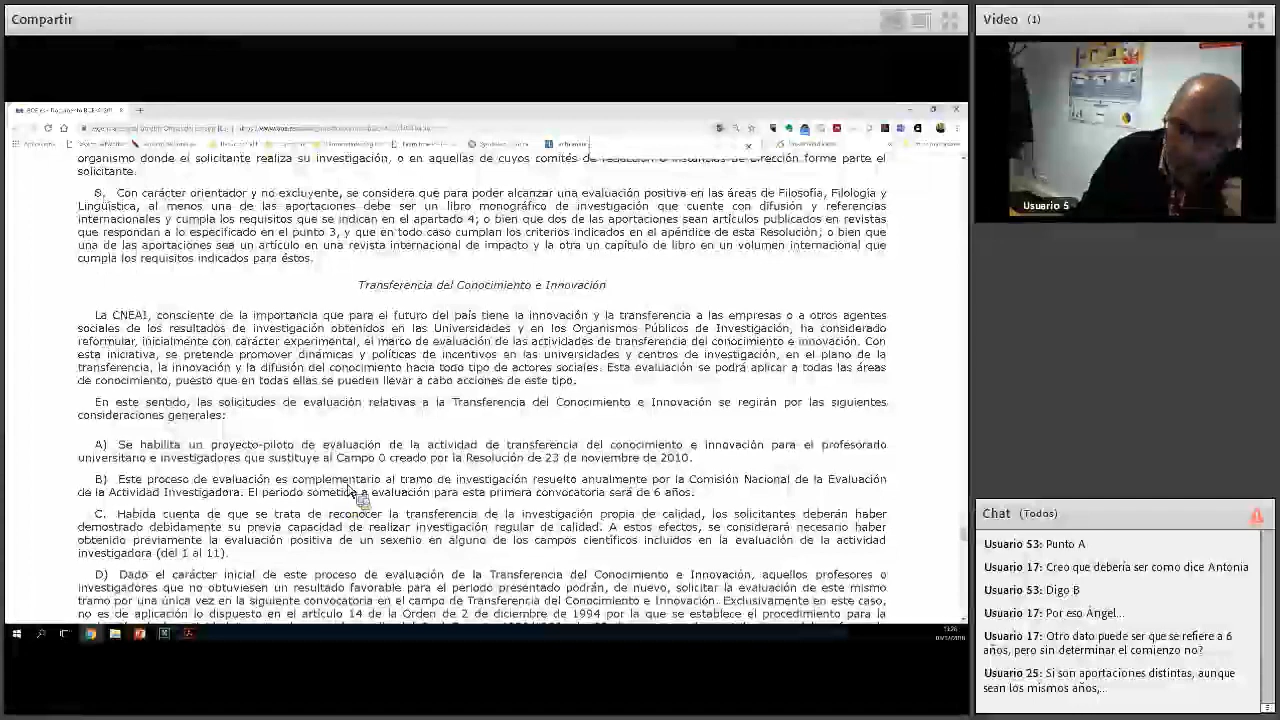 Compartir
organismo donde el solicitante realiza su investigación, o en aquellas de cuyos comités de redacción o instancias de Dirección forme parte el
solicitante.
8. Con carácter orientador y no excluyente, se considera que para poder alcanzar una evaluación positiva en las áreas de Filosofía, Filología y
Lingüística, al menos una de las aportaciones debe ser un libro monográfico de investigación que cuente con difusión y referencias
internacionales y cumpla los requisitos que se indican en el apartado 4; o bien que dos de las aportaciones sean artículos publicados en revistas
que respondan a lo especificado en el punto 3, y que en todo caso cumplan los criterios indicados en el apéndice de esta Resolución; o bien que
una de las aportaciones sea un artículo en una revista internacional de impacto y la otra un capítulo de libro en un volumen internacional que
cumpla los requisitos indicados para éstos.
Transferencia del Conocimiento e Innovación
La CNEAI, consciente de la importancia que para el futuro del país tiene la innovación y la transferencia a las empresas o a otros agentes
sociales de los resultados de investigación obtenidos en las Universidades y en los Organismos Públicos de Investigación, ha considerado
reformular, inicialmente con carácter experimental, el marco de evaluación de las actividades de transferencia del conocimiento e innovación. Con
esta iniciativa, se pretende promover dinámicas y políticas de incentivos en las universidades y centros de investigación, en el plano de la
transferencia, la innovación y la difusión del conocimiento hacia todo tipo de actores sociales. Esta evaluación se podrá aplicar a todas las áreas
de conocimiento, puesto que en todas ellas se pueden llevar a cabo acciones de este tipo.
En este sentido, las solicitudes de evaluación relativas a la Transferencia del Conocimiento e Innovación se regirán por las siguientes
consideraciones generales:
A) Se habilita un proyecto-piloto de evaluación de la actividad de transferencia del conocimiento e innovación para el profesorado
universitario e investigadores que sustituye al Campo 0 creado por la Resolución de 23 de noviembre de 2010.
B) Este proceso de evaluación es complementario al tramo de investigación resuelto anualmente por la Comisión Nacional de la Evaluación
de la Actividad Investigadora. El periodo sometido a evaluación para esta primera convocatoria será de 6 años.
C. Habida cuenta de que se trata de reconocer la transferencia de la investigación propia de calidad, los solicitantes deberán haber
demostrado debidamente su previa capacidad de realizar investigación regular de calidad. A estos efectos, se considerará necesario haber
obtenido previamente la evaluación positiva de un sexenio en alguno de los campos científicos incluidos en la evaluación de la actividad
investigadora (del 1 al 11).
D) Dado el carácter inicial de este proceso de evaluación de la Transferencia del Conocimiento e Innovación, aquellos profesores o
investigadores que no obtuviesen un resultado favorable para el periodo presentado podrán, de nuevo, solicitar la evaluación de este mismo
tramo por una única vez en la siguiente convocatoria en el campo de Transferencia del Conocimiento e Innovación. Exclusivamente en este caso,
no es de aplicación lo dispuesto en el artículo 14 de la Orden de 2 de diciembre de 1994 por la que se establece el procedimiento para la
Video (1)
Usuario 5
Chat (Todos)
Usuario 53: Punto A
Usuario 17: Creo que debería ser como dice Antonia
Usuario 53: Digo B
Usuario 17: Por eso Ángel...
Usuario 17: Otro dato puede ser que se refiere a 6
años, pero sin determinar el comienzo no?
Usuario 25: Si son aportaciones distintas, aunque
sean los mismos años,...